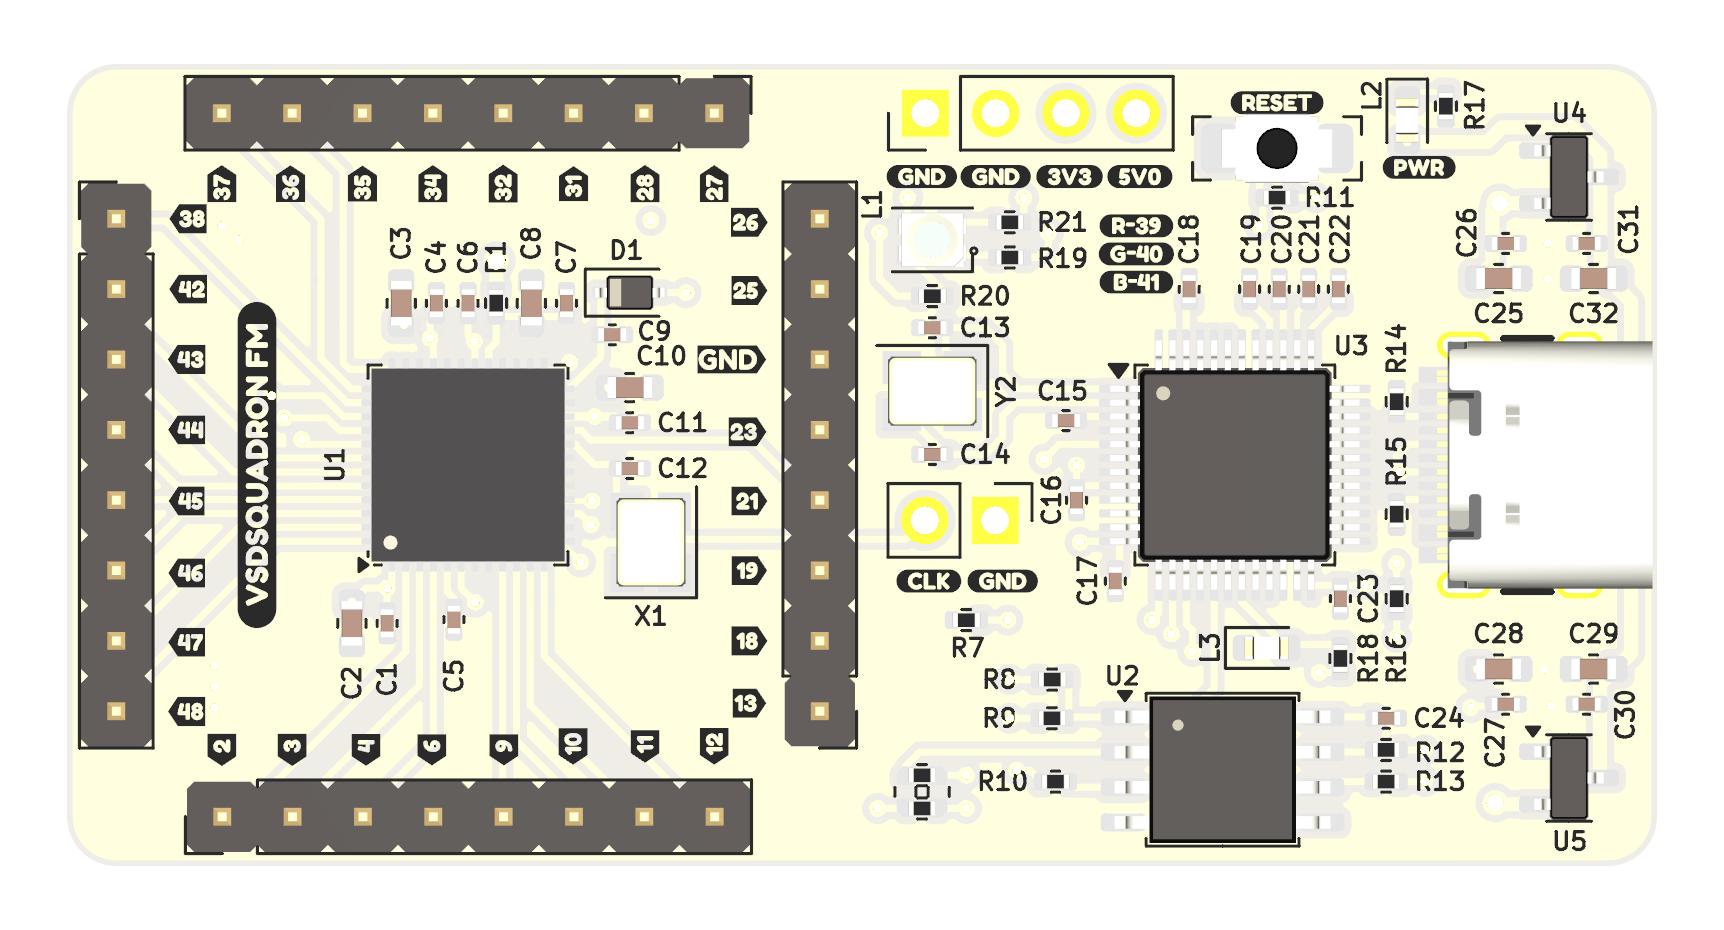 RESET
L2
R17
U4
GND
GND
3V3
5V0
PWR
37
36
35
34
32
31
28
27
R11
38
26
L1
R21
R-39
C18
C19
C20
C21
C22
C26
C31
C3
C4
C6
C8
C7
D1
R19
G-40
B-41
42
25
R20
C25
C32
C9
C13
43
C10
GND
U3
R14
VSDSQUADRON FM
Y2
C15
44
C11
23
C14
R15
U1
C12
45
21
C16
46
19
CLK
GND
C17
C23
X1
47
18
R7
L3
R18
R16
C28
C29
C2
C1
C5
R8
U2
48
13
R9
C24
C27
C30
2
3
4
6
9
10
11
12
R12
R10
R13
U5